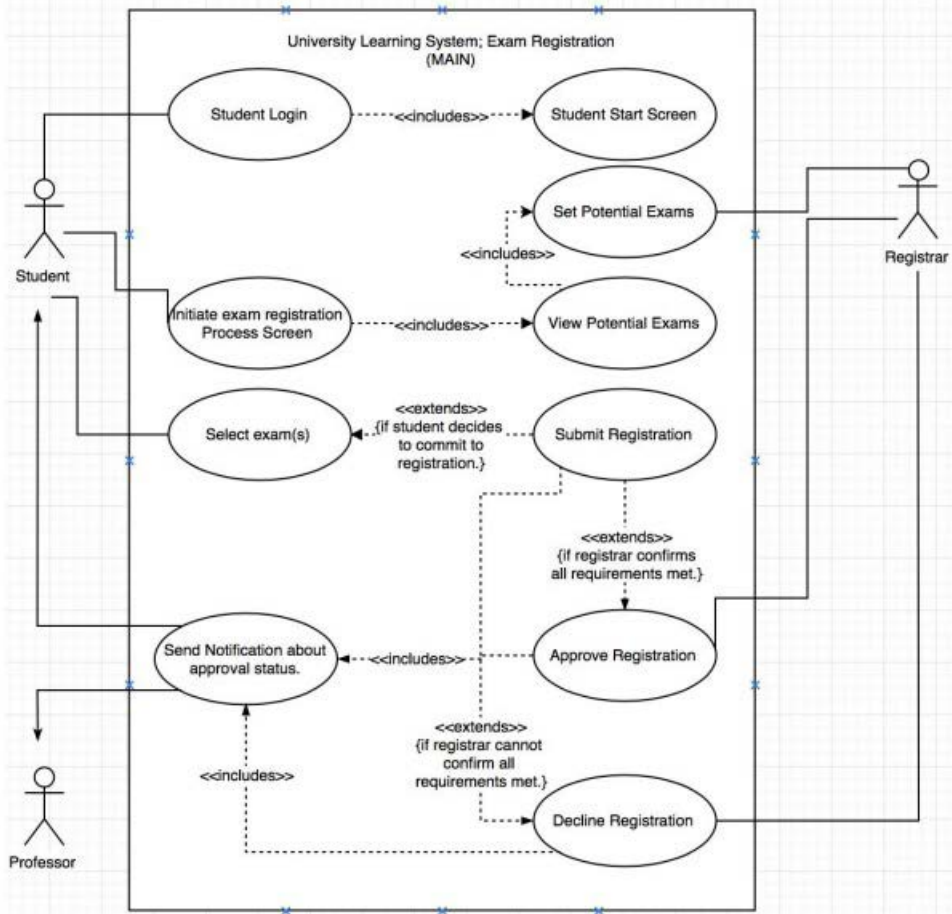 University Learning System; Exam Registration
(MAIN)
Student Login
<<includes>>
Student Start Screen
Set Potential Exams
<<includes>>
Student
Registrar
Initiate exam registration
Process Screen
<<includes>>
View Potential Exams
Select exam(s)
<<extends>>
{if student decides
to commit to
registration.}
Submit Registration
<<extends>>
{if registrar confirms
all requirements met.}
Send Notification about
approval status.
<<includes>>
Approve Registration
<<extends>>
{if registrar cannot
confirm all
requirements met.}
<<includes>>
Decline Registration
Professor